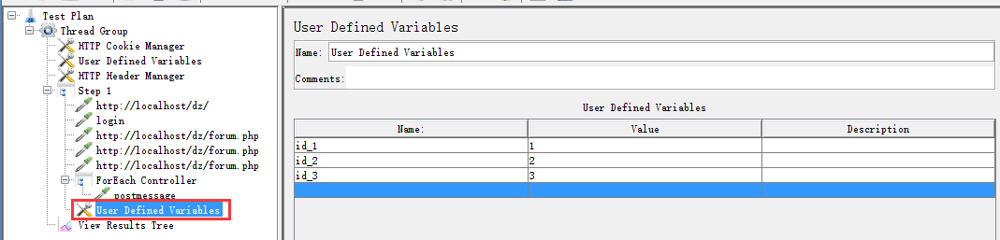 Test Plan
Thread Group
HTTP Cookie Manager
User Defined Variables
HTTP Header Manager
Step 1
http://localhost/dz/
login
http://localhost/dz/forum.php
http://localhost/dz/forum.php
http://localhost/dz/forum.php
ForEach Controller
postmessage
User Defined Variables
View Results Tree
User Defined Variables
Name: User Defined Variables
Comments:
User Defined Variables
Name: Value Description
id_1 1
id_2 2
id_3 3